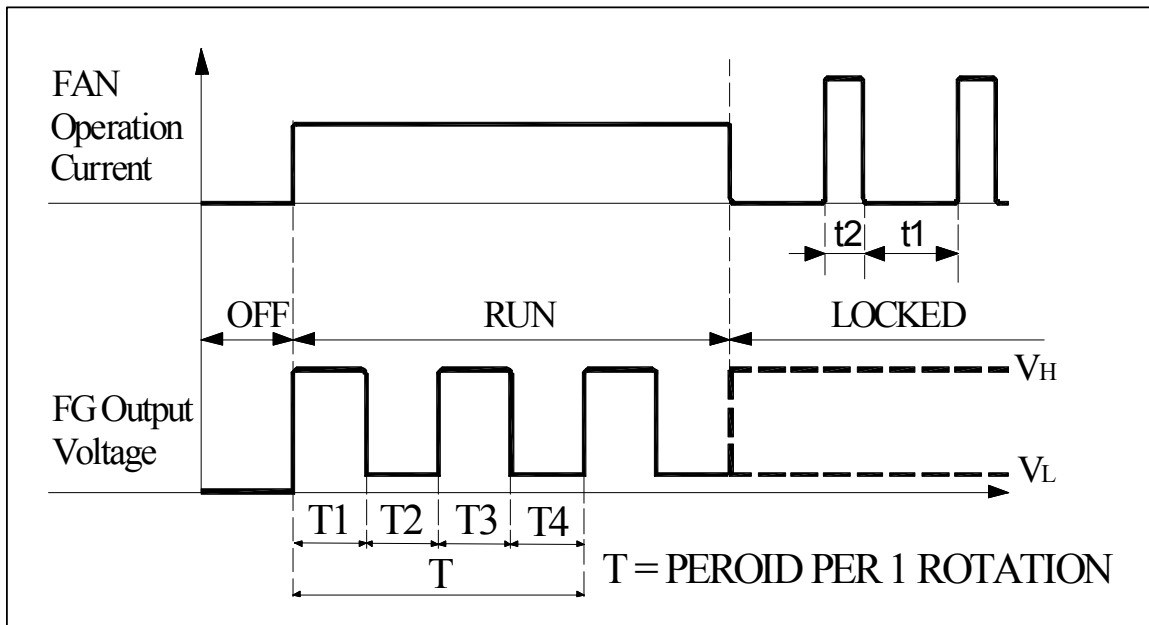 FAN
Operation
Current
t2
t1
OFF
RUN
LOCKED
VH
FG Output
Voltage
VL
T1
T2
T3
T4
T
T = PEROID PER 1 ROTATION